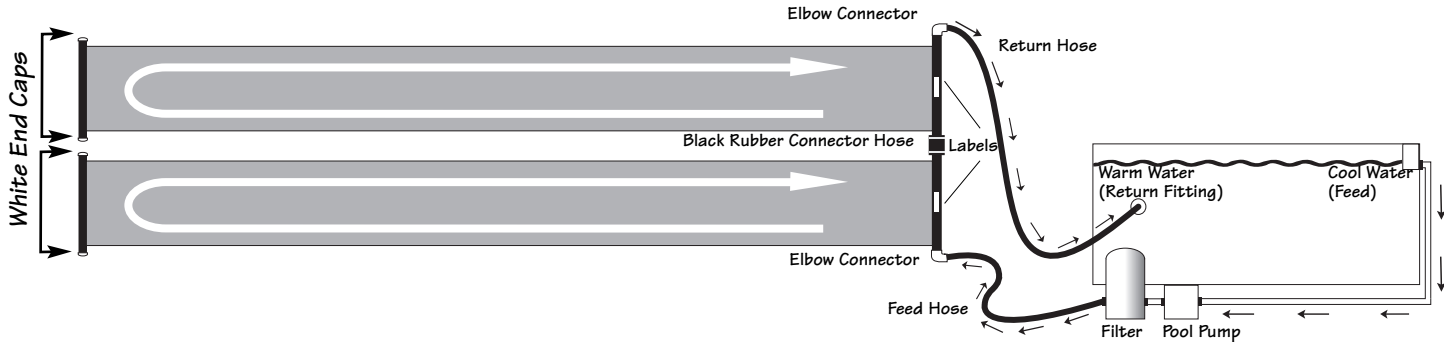 Elbow Connector
Return Hose
White End Caps
Black Rubber Connector Hose
Labels
Warm Water
(Return Fitting)
Cool Water
(Feed)
Elbow Connector
Feed Hose
Filter
Pool Pump